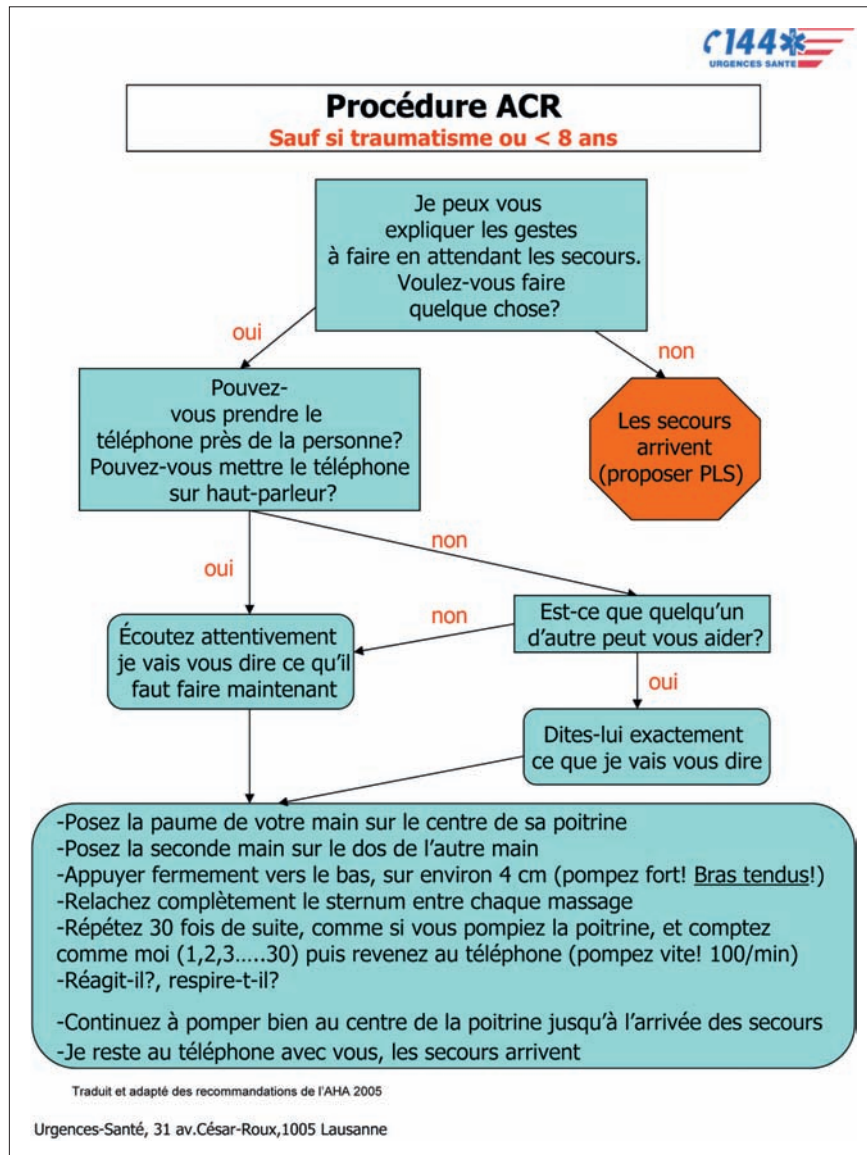 144
URGENCES SANTE
Procédure ACR
Sauf si traumatisme ou < 8 ans
Je peux vous
expliquer les gestes
à faire en attendant les secours.
Voulez-vous faire
quelque chose?
oui
non
Pouvez-
vous prendre le
téléphone près de la personne?
Pouvez-vous mettre le téléphone
sur haut-parleur?
Les secours
arrivent
(proposer PLS)
oui
non
non
Écoutez attentivement
je vais vous dire ce qu'il
faut faire maintenant
Est-ce que quelqu'un
d'autre peut vous aider?
oui
Dites-lui exactement
ce que je vais vous dire
-Posez la paume de votre main sur le centre de sa poitrine
-Posez la seconde main sur le dos de l'autre main
-Appuyer fermement vers le bas, sur environ 4 cm (pompez fort! Bras tendus!)
-Relachez complètement le sternum entre chaque massage
-Répétez 30 fois de suite, comme si vous pompiez la poitrine, et comptez
comme moi (1,2,3.....30) puis revenez au téléphone (pompez vite! 100/min)
-Réagit-il?, respire-t-il?
-Continuez à pomper bien au centre de la poitrine jusqu'à l'arrivée des secours
-Je reste au téléphone avec vous, les secours arrivent
Traduit et adapté des recommandations de l'AHA 2005
Urgences-Santé, 31 av.César-Roux,1005 Lausanne